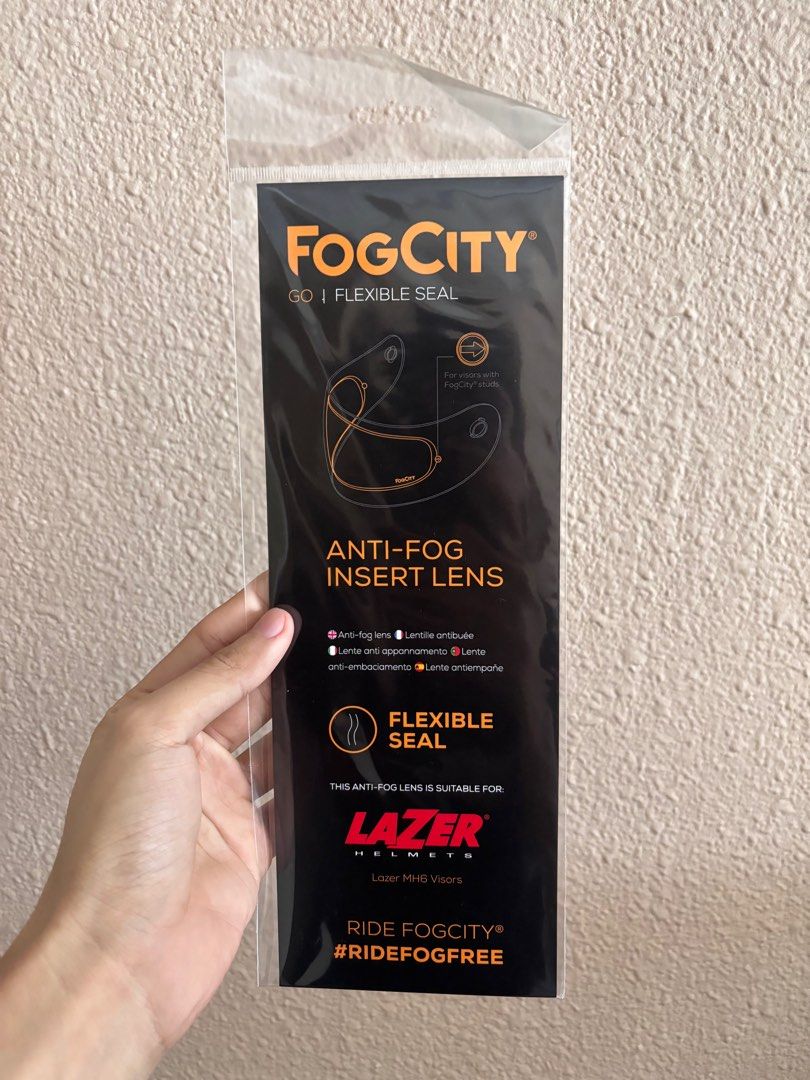 FOGCITY®
GO | FLEXIBLE SEAL
For visors with
FogCity® studs
FOGCITY
ANTI-FOG
INSERT LENS
Anti-fog lens Lentille antibuée
Lente anti appannamento Lente
anti-embaciamento Lente antiempañe
FLEXIBLE
SEAL
THIS ANTI-FOG LENS IS SUITABLE FOR:
LAZER®
HELMETS
Lazer MH6 Visors
RIDE FOGCITY®
#RIDEFOGFREE